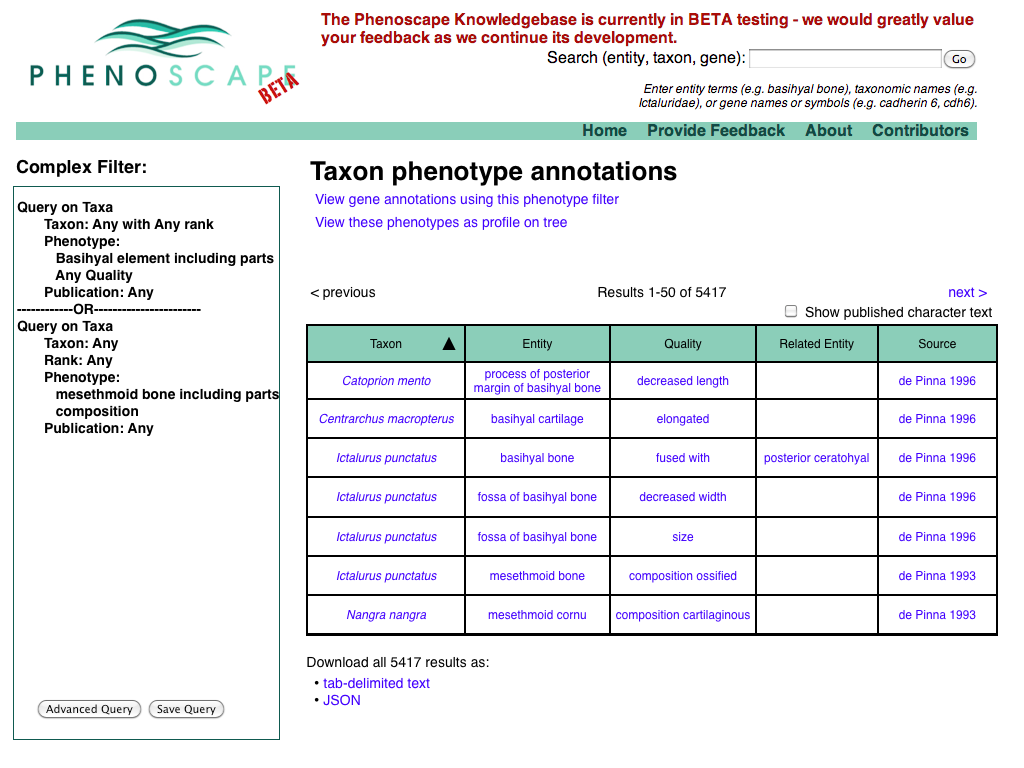 PHENOSCAPE
BETA
The Phenoscape Knowledgebase is currently in BETA testing - we would greatly value
your feedback as we continue its development.
Search (entity, taxon, gene):
Go
Enter entity terms (e.g. basihyal bone), taxonomic names (e.g.
Ictaluridae), or gene names or symbols (e.g. cadherin 6, cdh6).
Home Provide Feedback About Contributors
Complex Filter:
Query on Taxa
Taxon: Any with Any rank
Phenotype:
Basihyal element including parts
Any Quality
Publication: Any
------------OR-----------------------
Query on Taxa
Taxon: Any
Rank: Any
Phenotype:
mesethmoid bone including parts
composition
Publication: Any
Advanced Query Save Query
Taxon phenotype annotations
View gene annotations using this phenotype filter
View these phenotypes as profile on tree
< previous Results 1-50 of 5417 next >
Show published character text
Taxon ▲ Entity Quality Related Entity Source
Catoprion mento process of posterior margin of basihyal bone decreased length de Pinna 1996
Centrarchus macropterus basihyal cartilage elongated de Pinna 1996
Ictalurus punctatus basihyal bone fused with posterior ceratohyal de Pinna 1996
Ictalurus punctatus fossa of basihyal bone decreased width de Pinna 1996
Ictalurus punctatus fossa of basihyal bone size de Pinna 1996
Ictalurus punctatus mesethmoid bone composition ossified de Pinna 1993
Nangra nangra mesethmoid cornu composition cartilaginous de Pinna 1993
Download all 5417 results as:
• tab-delimited text
• JSON